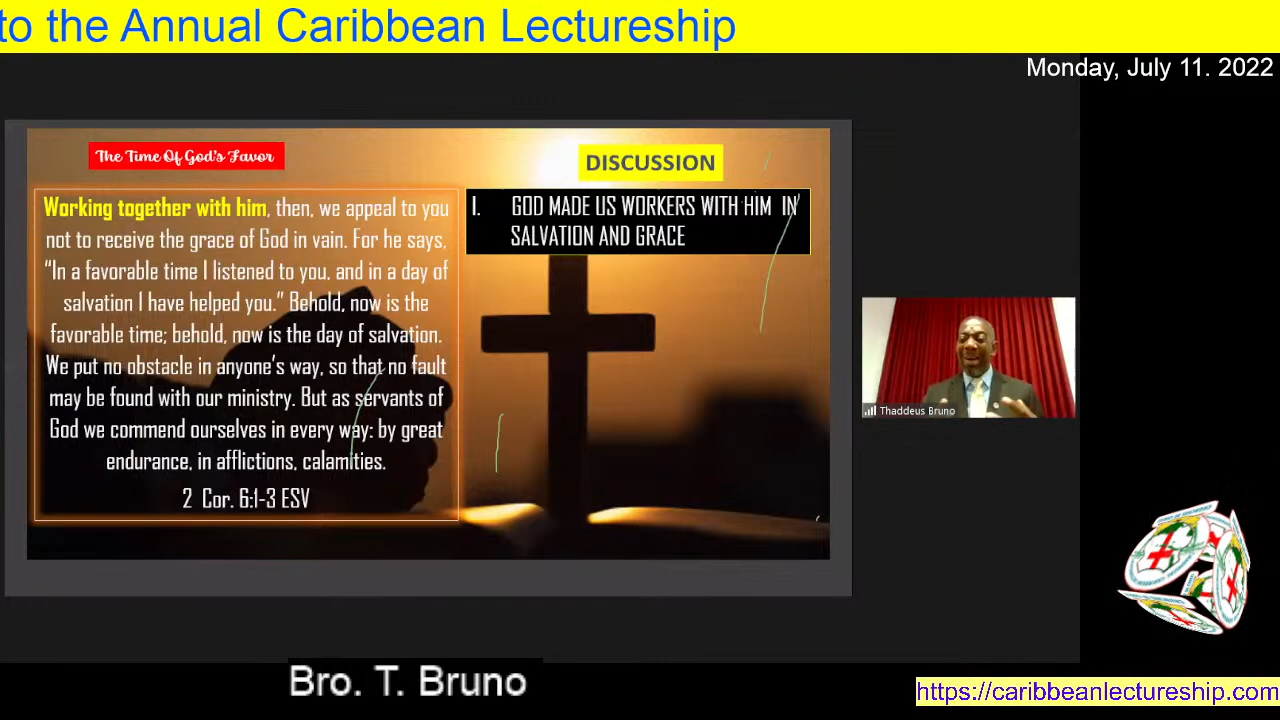 to the Annual Caribbean Lectureship
Monday, July 11. 2022
The Time Of God's Favor
DISCUSSION
Working together with him, then, we appeal to you
not to receive the grace of God in vain. For he says,
“In a favorable time I listened to you, and in a day of
salvation I have helped you.” Behold, now is the
favorable time; behold, now is the day of salvation.
We put no obstacle in anyone's way, so that no fault
may be found with our ministry. But as servants of
God we commend ourselves in every way: by great
endurance, in afflictions, calamities.
2 Cor. 6:1-3 ESV
I. GOD MADE US WORKERS WITH HIM IN
SALVATION AND GRACE
Thaddeus Bruno
Bro. T. Bruno
https://caribbeanlectureship.com